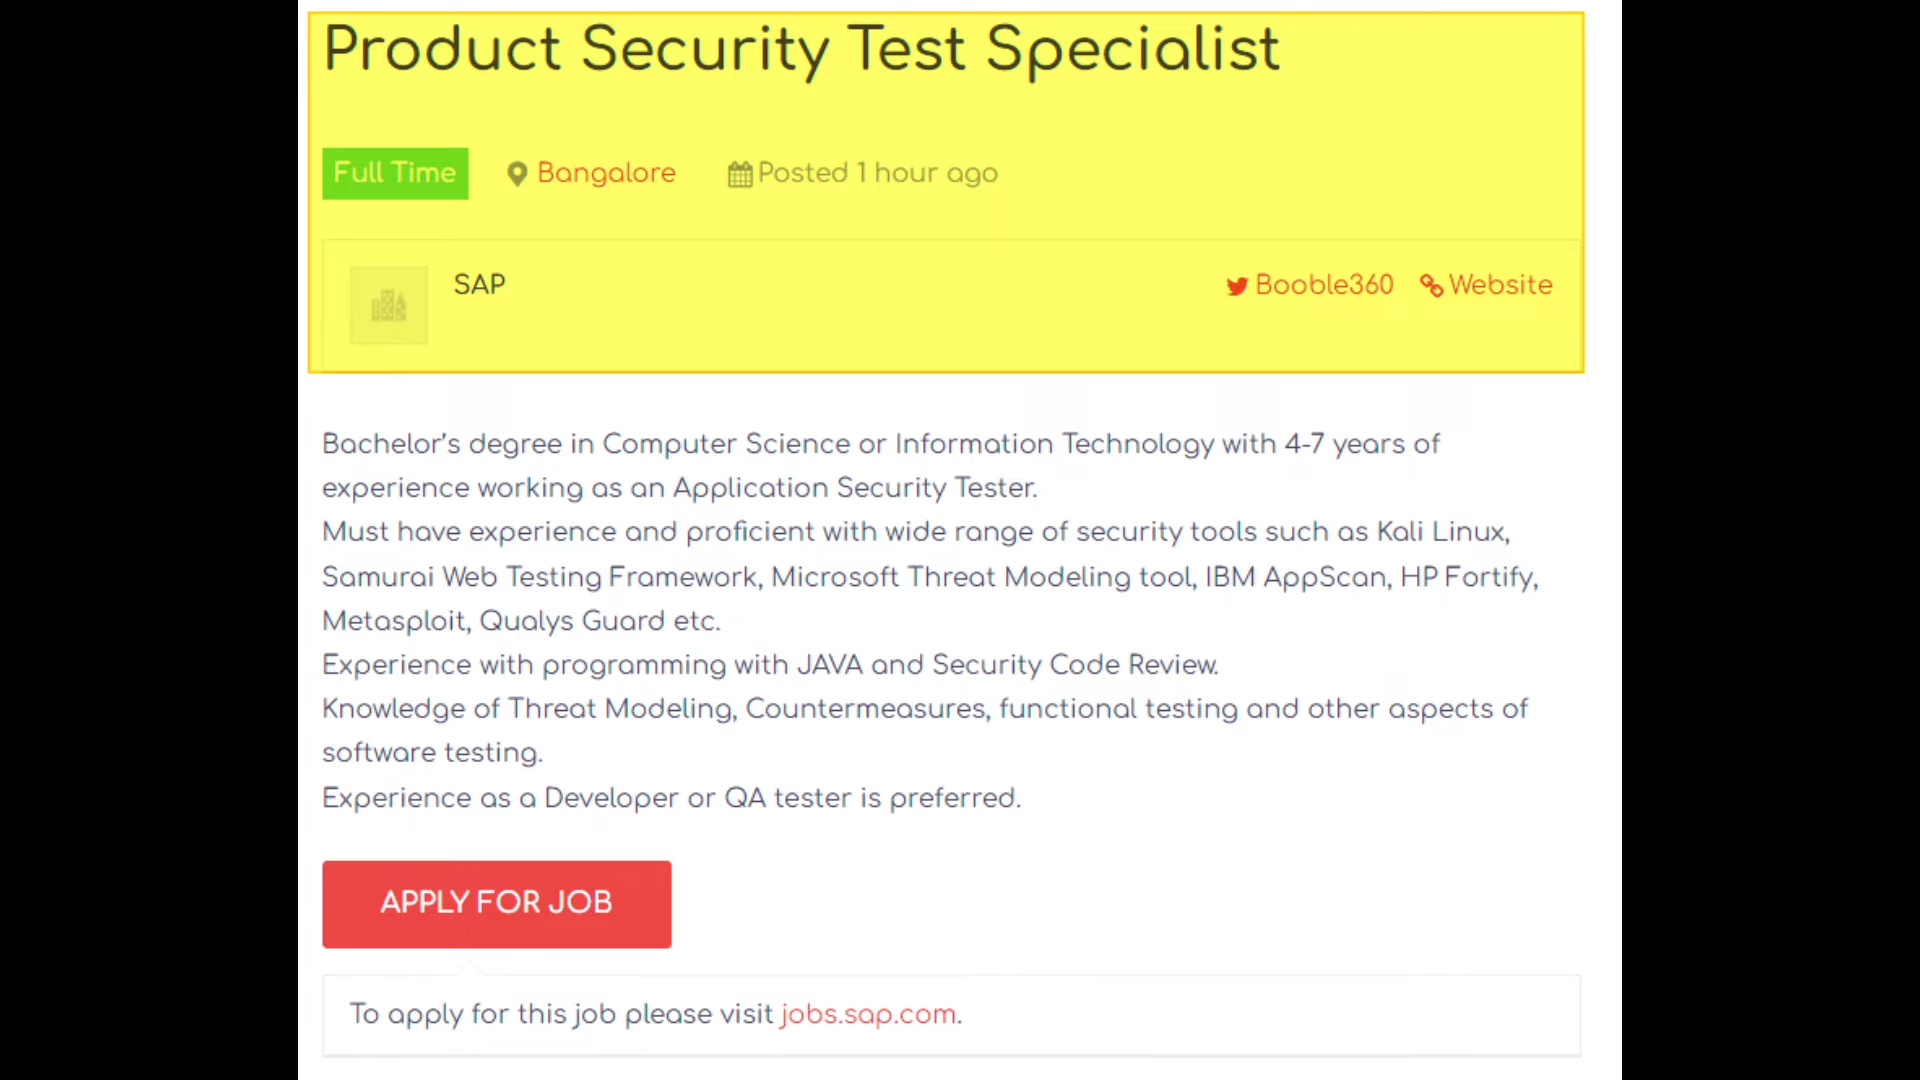 Product Security Test Specialist
Full Time Bangalore Posted 1 hour ago
SAP Booble360 Website
Bachelor's degree in Computer Science or Information Technology with 4-7 years of
experience working as an Application Security Tester.
Must have experience and proficient with wide range of security tools such as Kali Linux,
Samurai Web Testing Framework, Microsoft Threat Modeling tool, IBM AppScan, HP Fortify,
Metasploit, Qualys Guard etc.
Experience with programming with JAVA and Security Code Review.
Knowledge of Threat Modeling, Countermeasures, functional testing and other aspects of
software testing.
Experience as a Developer or QA tester is preferred.
APPLY FOR JOB
To apply for this job please visit jobs.sap.com.